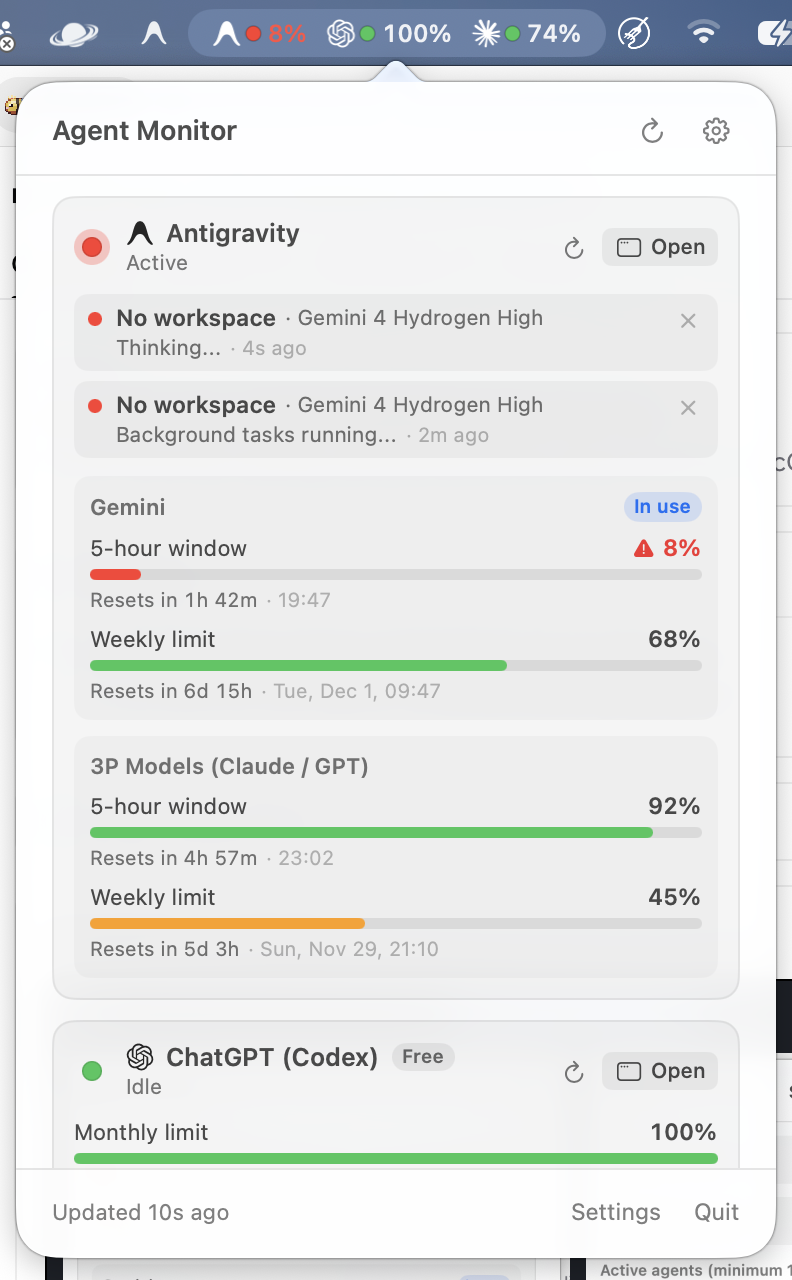 8% 100% 74%
Agent Monitor
Antigravity
Active
Open
No workspace · Gemini 4 Hydrogen High
Thinking... · 4s ago
No workspace · Gemini 4 Hydrogen High
Background tasks running... · 2m ago
Gemini
In use
5-hour window
8%
Resets in 1h 42m · 19:47
Weekly limit
68%
Resets in 6d 15h · Tue, Dec 1, 09:47
3P Models (Claude / GPT)
5-hour window
92%
Resets in 4h 57m · 23:02
Weekly limit
45%
Resets in 5d 3h · Sun, Nov 29, 21:10
ChatGPT (Codex)
Free
Idle
Open
Monthly limit
100%
Updated 10s ago
Settings
Quit
Active agents (minimum 1